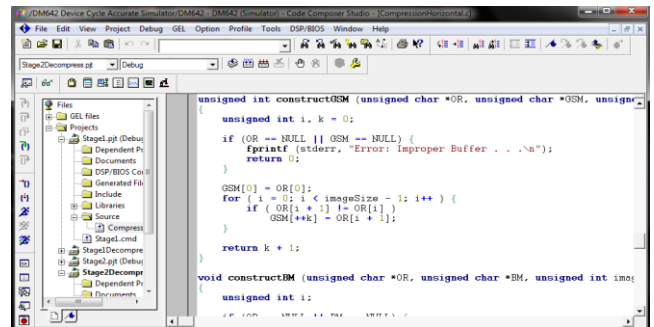 /DM642 Device Cycle Accurate Simulator/DM642 - DM642 (Simulator) - Code Composer Studio - [CompressionHorizontal.c]
File Edit View Project Debug GEL Option Profile Tools DSP/BIOS Window Help
Stage2Decompress.pjt Debug
Files
GEL files
Projects
Stage1.pjt (Debug
Dependent Pr
Documents
DSP/BIOS Con
Generated File
Include
Libraries
Source
Compress
Stage1.cmd
Stage1Decompre
Stage2.pjt (Debug
Stage2Decompr
Dependent Pr
Documents
unsigned int constructGSM (unsigned char *OR, unsigned char *GSM, unsigne
{
unsigned int i, k = 0;
if (OR == NULL || GSM == NULL) {
fprintf (stderr, "Error: Improper Buffer . . .\n");
return 0;
}
GSM[0] = OR[0];
for ( i = 0; i < imageSize - 1; i++ ) {
if ( OR[i + 1] != OR[i] )
GSM[++k] = OR[i + 1];
}
return k + 1;
}
void constructBM (unsigned char *OR, unsigned char *BM, unsigned int imag
{
unsigned int i;